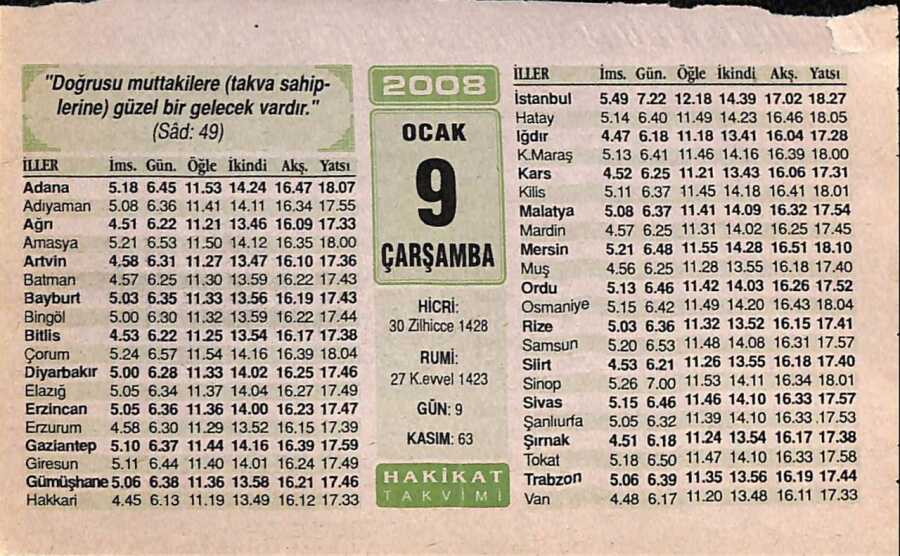 "Doğrusu muttakilere (takva sahip-
lerine) güzel bir gelecek vardır."
(Sâd: 49)
İLLER İms. Gün. Öğle İkindi Akş. Yatsı
Adana 5.18 6.45 11.53 14.24 16.47 18.07
Adıyaman 5.08 6.36 11.41 14.11 16.34 17.55
Ağrı 4.51 6.22 11.21 13.46 16.09 17.33
Amasya 5.21 6.53 11.50 14.12 16.35 18.00
Artvin 4.58 6.31 11.27 13.47 16.10 17.36
Batman 4.57 6.25 11.30 13.59 16.22 17.43
Bayburt 5.03 6.35 11.33 13.56 16.19 17.43
Bingöl 5.00 6.30 11.32 13.59 16.22 17.44
Bitlis 4.53 6.22 11.25 13.54 16.17 17.38
Çorum 5.24 6.57 11.54 14.16 16.39 18.04
Diyarbakır 5.00 6.28 11.33 14.02 16.25 17.46
Elazığ 5.05 6.34 11.37 14.04 16.27 17.49
Erzincan 5.05 6.36 11.36 14.00 16.23 17.47
Erzurum 4.58 6.30 11.29 13.52 16.15 17.39
Gaziantep 5.10 6.37 11.44 14.16 16.39 17.59
Giresun 5.11 6.44 11.40 14.01 16.24 17.49
Gümüşhane 5.06 6.38 11.36 13.58 16.21 17.46
Hakkari 4.45 6.13 11.19 13.49 16.12 17.33
2008
OCAK
9
ÇARŞAMBA
HİCRİ:
30 Zilhicce 1428
RUMİ:
27 K.evvel 1423
GÜN: 9
KASIM: 63
HAKİKAT
TAKVİMİ
İLLER İms. Gün. Öğle İkindi Akş. Yatsı
İstanbul 5.49 7.22 12.18 14.39 17.02 18.27
Hatay 5.14 6.40 11.49 14.23 16.46 18.05
Iğdır 4.47 6.18 11.18 13.41 16.04 17.28
K.Maraş 5.13 6.41 11.46 14.16 16.39 18.00
Kars 4.52 6.25 11.21 13.43 16.06 17.31
Kilis 5.11 6.37 11.45 14.18 16.41 18.01
Malatya 5.08 6.37 11.41 14.09 16.32 17.54
Mardin 4.57 6.25 11.31 14.02 16.25 17.45
Mersin 5.21 6.48 11.55 14.28 16.51 18.10
Muş 4.56 6.25 11.28 13.55 16.18 17.40
Ordu 5.13 6.46 11.42 14.03 16.26 17.52
Osmaniye 5.15 6.42 11.49 14.20 16.43 18.04
Rize 5.03 6.36 11.32 13.52 16.15 17.41
Samsun 5.20 6.53 11.48 14.08 16.31 17.57
Siirt 4.53 6.21 11.26 13.55 16.18 17.40
Sinop 5.26 7.00 11.53 14.11 16.34 18.01
Sivas 5.15 6.46 11.46 14.10 16.33 17.57
Şanlıurfa 5.05 6.32 11.39 14.10 16.33 17.53
Şırnak 4.51 6.18 11.24 13.54 16.17 17.38
Tokat 5.18 6.50 11.47 14.10 16.33 17.58
Trabzon 5.06 6.39 11.35 13.56 16.19 17.44
Van 4.48 6.17 11.20 13.48 16.11 17.33